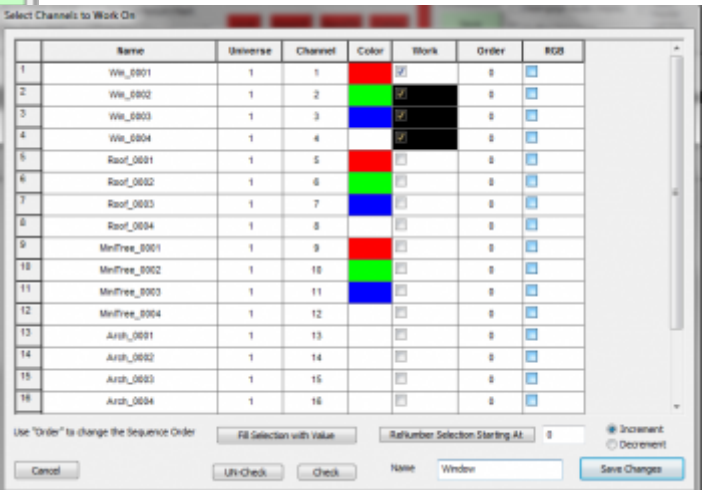 Select Channels to Work On
Name Universe Channel Color Work Order RGB
1 Win_0001 1 1 0
2 Win_0002 1 2 0
3 Win_0003 1 3 0
4 Win_0004 1 4 0
5 Roof_0001 1 5 0
6 Roof_0002 1 6 0
7 Roof_0003 1 7 0
8 Roof_0004 1 8 0
9 MiniTree_0001 1 9 0
10 MiniTree_0002 1 10 0
11 MiniTree_0003 1 11 0
12 MiniTree_0004 1 12 0
13 Arch_0001 1 13 0
14 Arch_0002 1 14 0
15 Arch_0003 1 15 0
16 Arch_0004 1 16 0
Use "Order" to change the Sequence Order Fill Selection with Value ReNumber Selection Starting At: 0 Increment
Decrement
Cancel UN-Check Check Name Window Save Changes